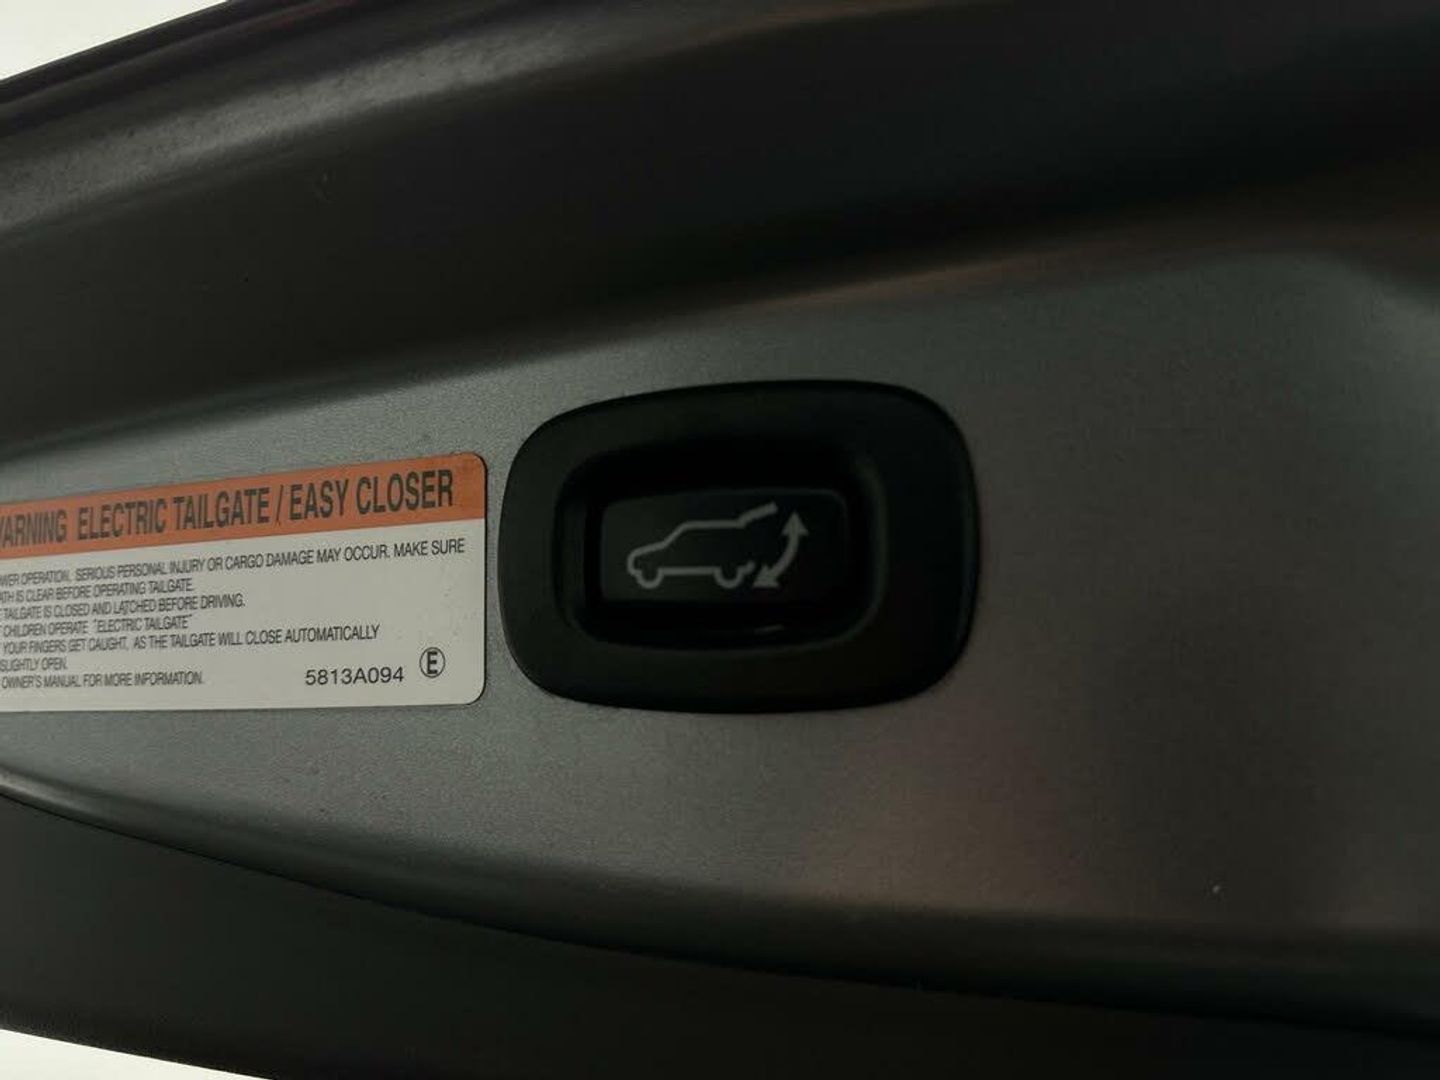 WARNING ELECTRIC TAILGATE / EASY CLOSER
OPERATION, SERIOUS PERSONAL INJURY OR CARGO DAMAGE MAY OCCUR. MAKE SURE
IS CLEAR BEFORE OPERATING TAILGATE.
TAILGATE IS CLOSED AND LATCHED BEFORE DRIVING.
CHILDREN OPERATE "ELECTRIC TAILGATE"
YOUR FINGERS GET CAUGHT, AS THE TAILGATE WILL CLOSE AUTOMATICALLY
SLIGHTLY OPEN.
OWNER'S MANUAL FOR MORE INFORMATION.
5813A094 E